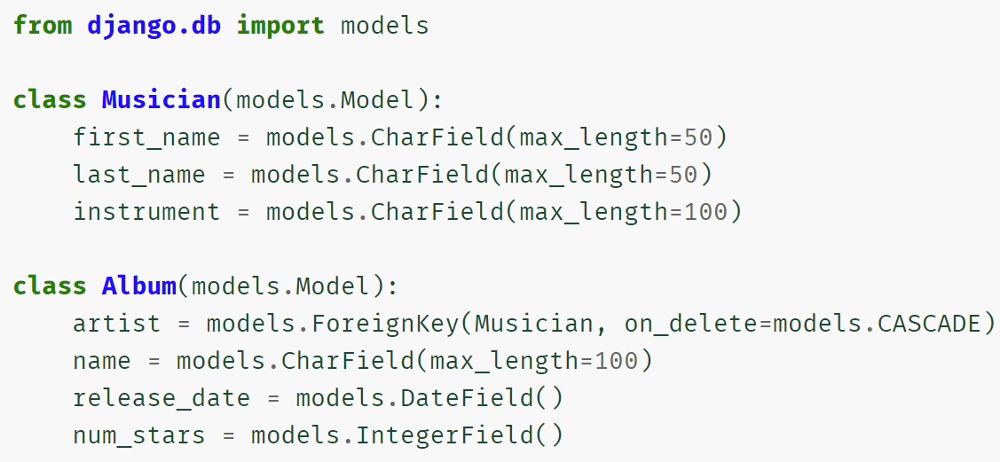 from django.db import models
class Musician(models.Model):
    first_name = models.CharField(max_length=50)
    last_name = models.CharField(max_length=50)
    instrument = models.CharField(max_length=100)
class Album(models.Model):
    artist = models.ForeignKey(Musician, on_delete=models.CASCADE)
    name = models.CharField(max_length=100)
    release_date = models.DateField()
    num_stars = models.IntegerField()